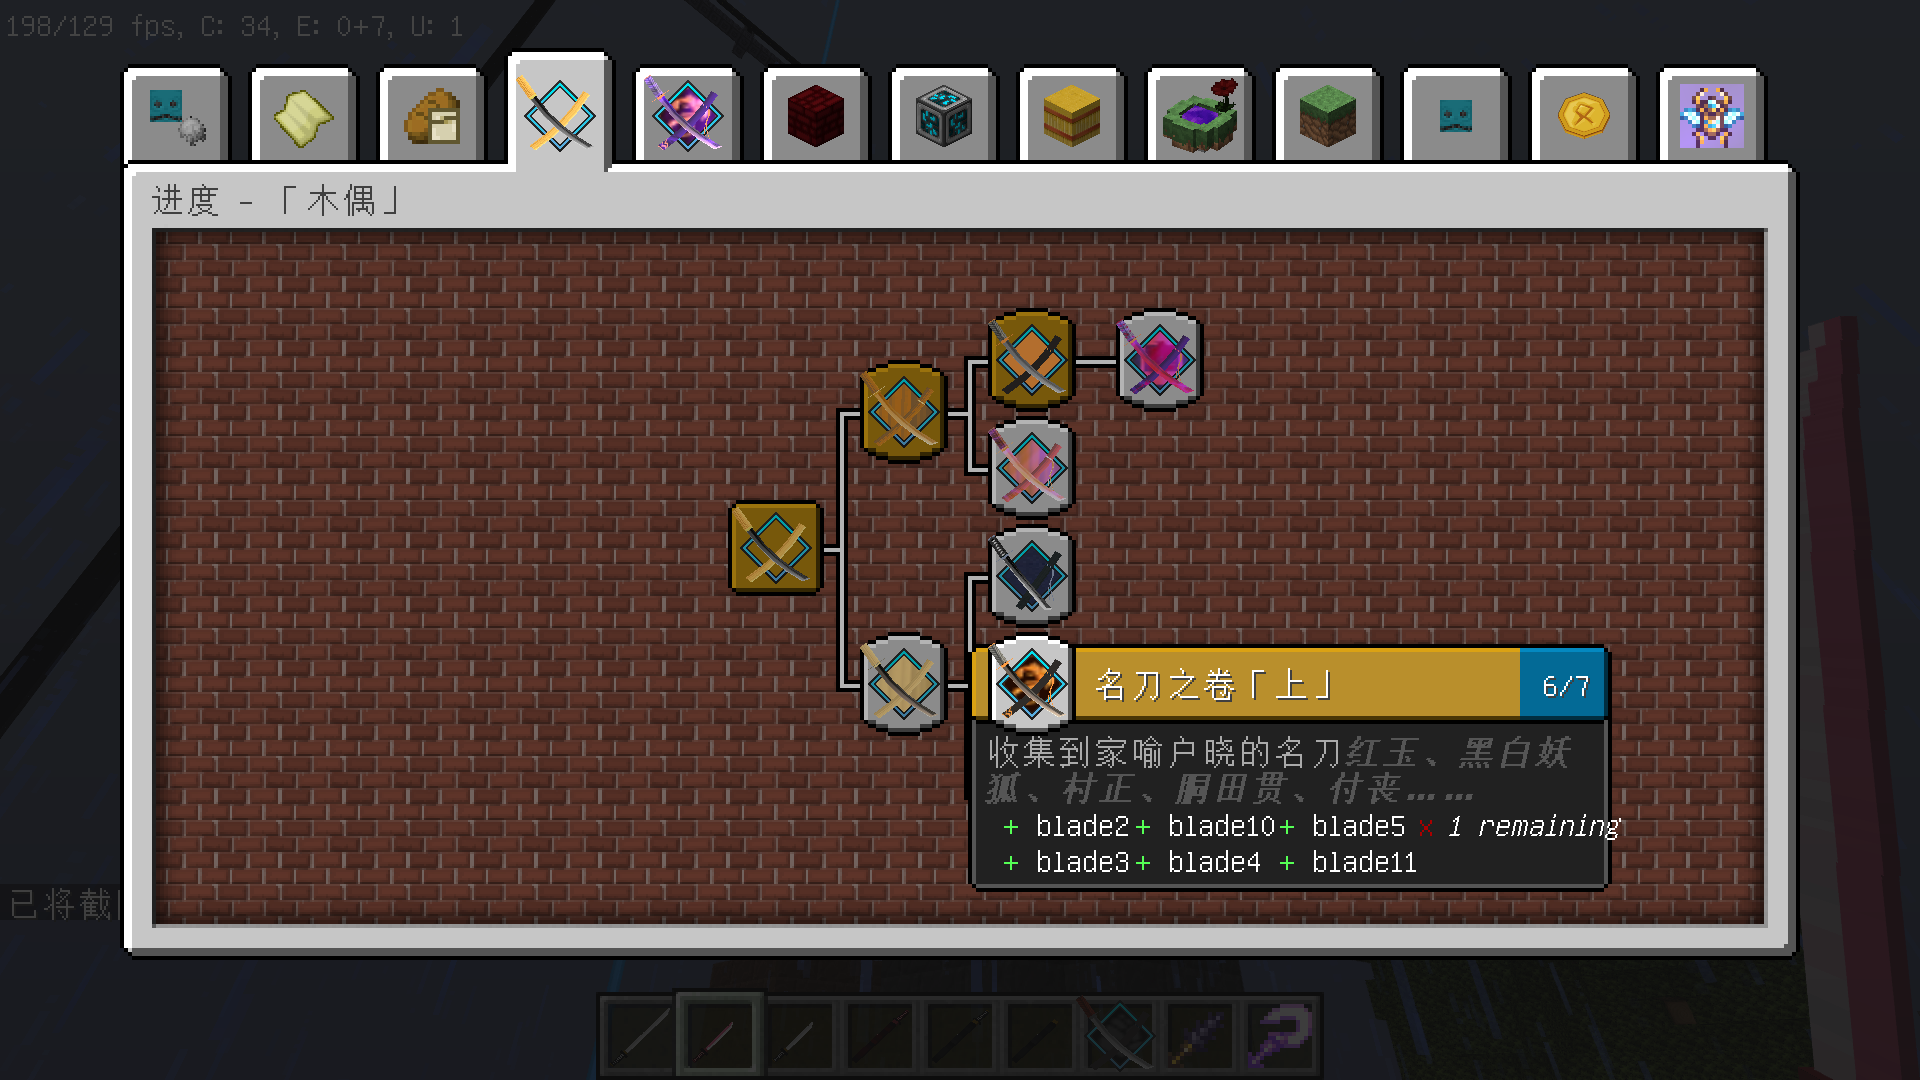 198/129 fps, C: 34, E: 0+7, U: 1
进度 - 「木偶」
名刀之卷「上」 6/7
收集到家喻户晓的名刀红玉、黑白妖
狐、村正、胴田贯、付丧……
+ blade2+ blade10+ blade5 x 1 remaining
+ blade3+ blade4 + blade11
已将截